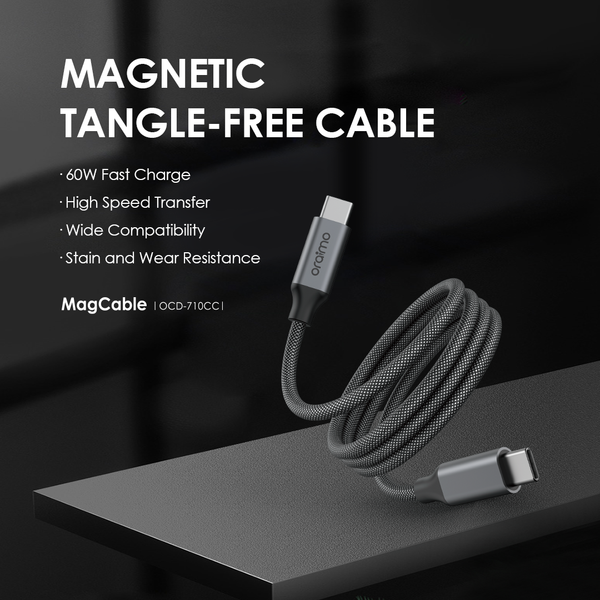 MAGNETIC
TANGLE-FREE CABLE
· 60W Fast Charge
· High Speed Transfer
· Wide Compatibility
· Stain and Wear Resistance
MagCable |OCD-710CC|
oraimo